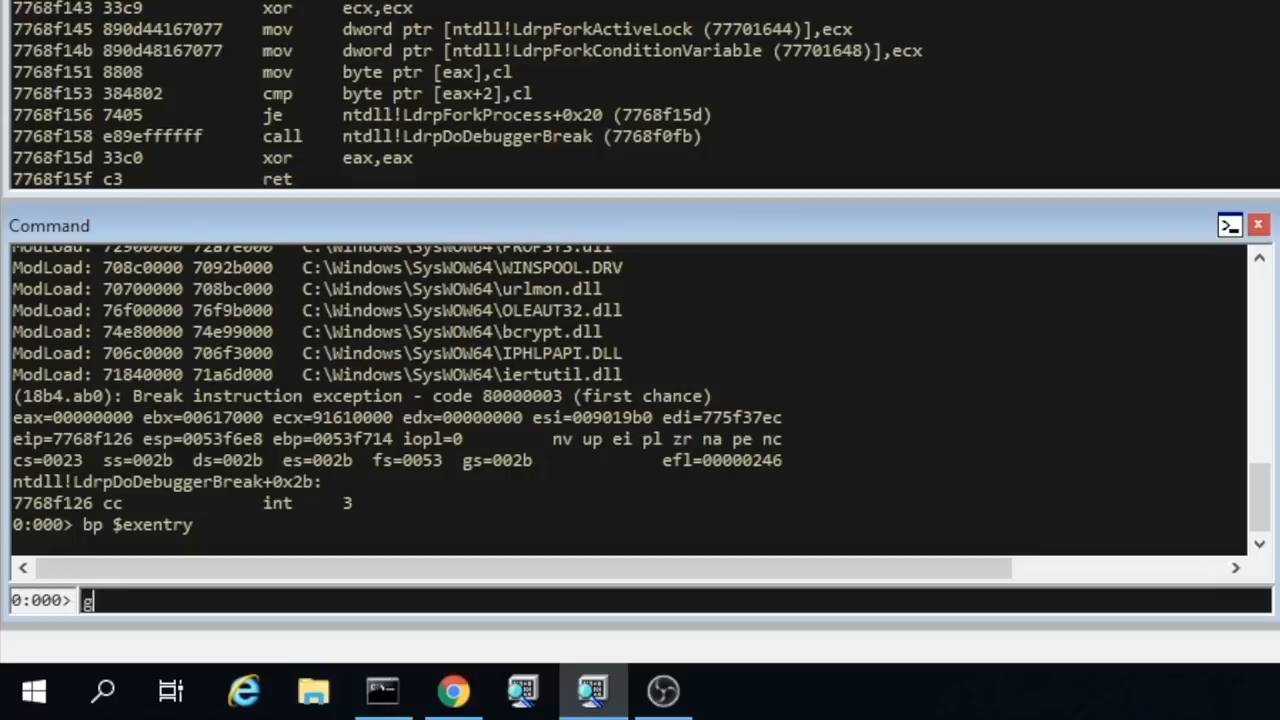 7768f143 33c9 xor ecx,ecx
7768f145 890d44167077 mov dword ptr [ntdll!LdrpForkActiveLock (77701644)],ecx
7768f14b 890d48167077 mov dword ptr [ntdll!LdrpForkConditionVariable (77701648)],ecx
7768f151 8808 mov byte ptr [eax],cl
7768f153 384802 cmp byte ptr [eax+2],cl
7768f156 7405 je ntdll!LdrpForkProcess+0x20 (7768f15d)
7768f158 e89effffff call ntdll!LdrpDoDebuggerBreak (7768f0fb)
7768f15d 33c0 xor eax,eax
7768f15f c3 ret
Command
ModLoad: 72900000 72a7e000 C:\Windows\SysWOW64\PROPSYS.dll
ModLoad: 708c0000 7092b000 C:\Windows\SysWOW64\WINSPOOL.DRV
ModLoad: 70700000 708bc000 C:\Windows\SysWOW64\urlmon.dll
ModLoad: 76f00000 76f9b000 C:\Windows\SysWOW64\OLEAUT32.dll
ModLoad: 74e80000 74e99000 C:\Windows\SysWOW64\bcrypt.dll
ModLoad: 706c0000 706f3000 C:\Windows\SysWOW64\IPHLPAPI.DLL
ModLoad: 71840000 71a6d000 C:\Windows\SysWOW64\iertutil.dll
(18b4.ab0): Break instruction exception - code 80000003 (first chance)
eax=00000000 ebx=00617000 ecx=91610000 edx=00000000 esi=009019b0 edi=775f37ec
eip=7768f126 esp=0053f6e8 ebp=0053f714 iopl=0 nv up ei pl zr na pe nc
cs=0023 ss=002b ds=002b es=002b fs=0053 gs=002b efl=00000246
ntdll!LdrpDoDebuggerBreak+0x2b:
7768f126 cc int 3
0:000> bp $exentry
0:000> g